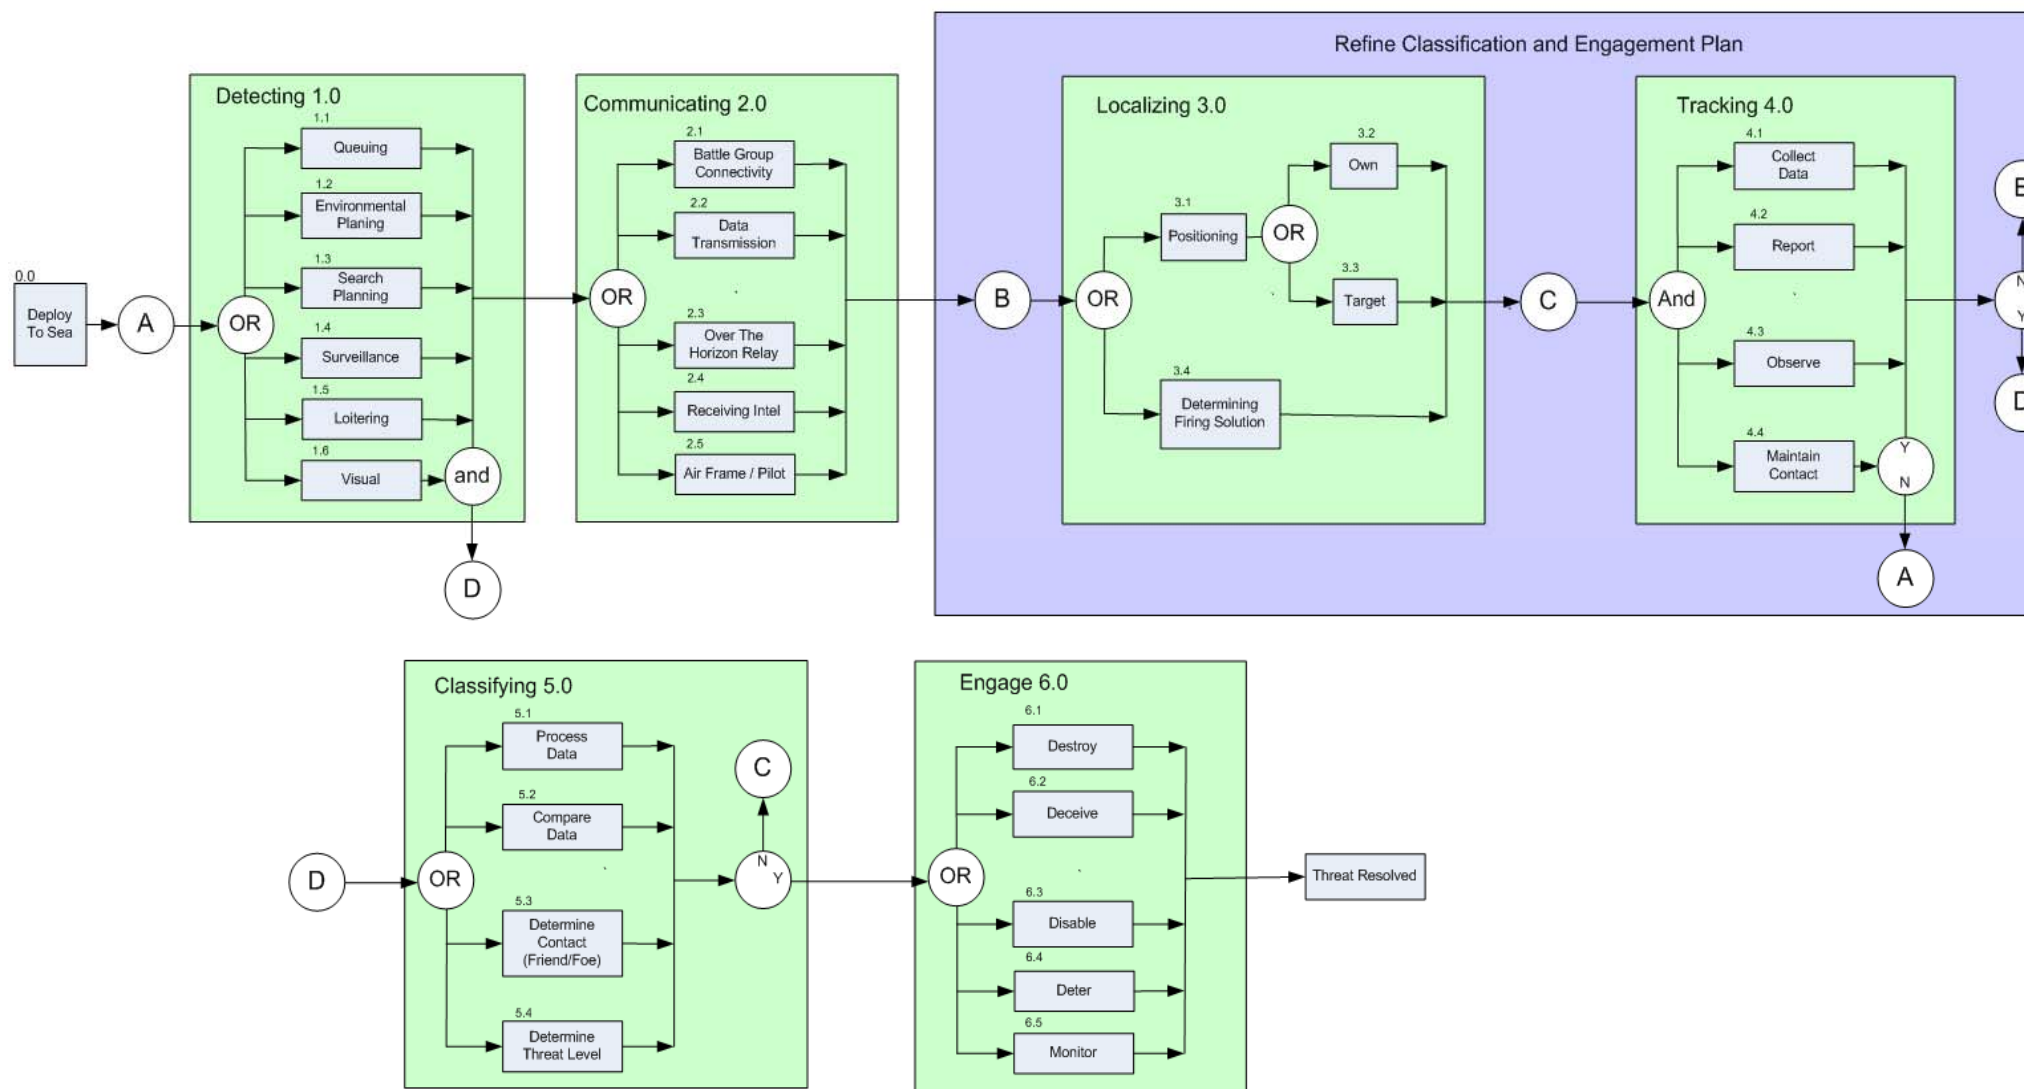 Refine Classification and Engagement Plan
Detecting 1.0
1.1
Queuing
1.2
Environmental
Planing
1.3
Search
Planning
1.4
Surveillance
1.5
Loitering
1.6
Visual
0.0
Deploy
To Sea
A
OR
and
D
Communicating 2.0
2.1
Battle Group
Connectivity
2.2
Data
Transmission
2.3
Over The
Horizon Relay
2.4
Receiving Intel
2.5
Air Frame / Pilot
OR
B
Localizing 3.0
3.1
Positioning
3.2
Own
3.3
Target
3.4
Determining
Firing Solution
OR
OR
C
Tracking 4.0
4.1
Collect
Data
4.2
Report
4.3
Observe
4.4
Maintain
Contact
And
Y
N
A
N
Y
D
Classifying 5.0
5.1
Process
Data
5.2
Compare
Data
5.3
Determine
Contact
(Friend/Foe)
5.4
Determine
Threat Level
D
OR
C
N
Y
Engage 6.0
6.1
Destroy
6.2
Deceive
6.3
Disable
6.4
Deter
6.5
Monitor
OR
Threat Resolved